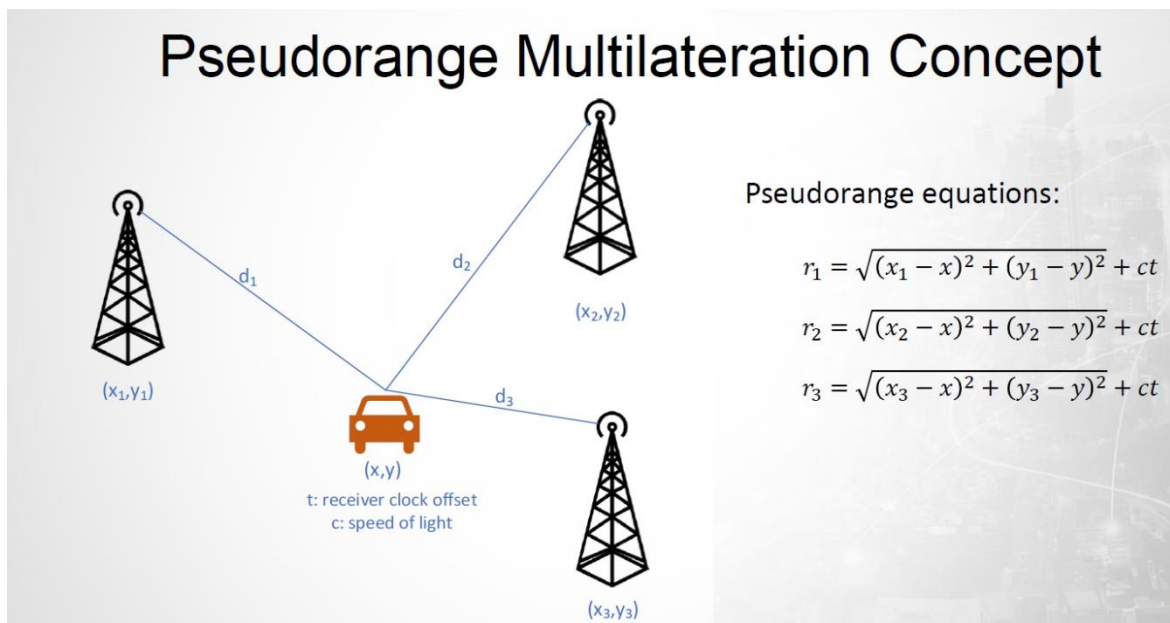 Pseudorange Multilateration Concept
d₁
(x₁,y₁)
d₂
(x₂,y₂)
d₃
(x,y)
t: receiver clock offset
c: speed of light
(x₃,y₃)
Pseudorange equations:
r₁ = √((x₁ − x)² + (y₁ − y)²) + ct
r₂ = √((x₂ − x)² + (y₂ − y)²) + ct
r₃ = √((x₃ − x)² + (y₃ − y)²) + ct